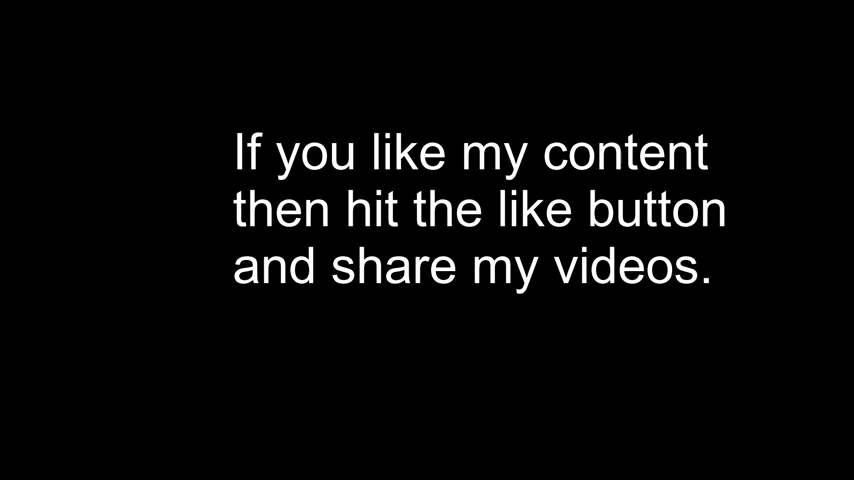 If you like my content
then hit the like button
and share my videos.